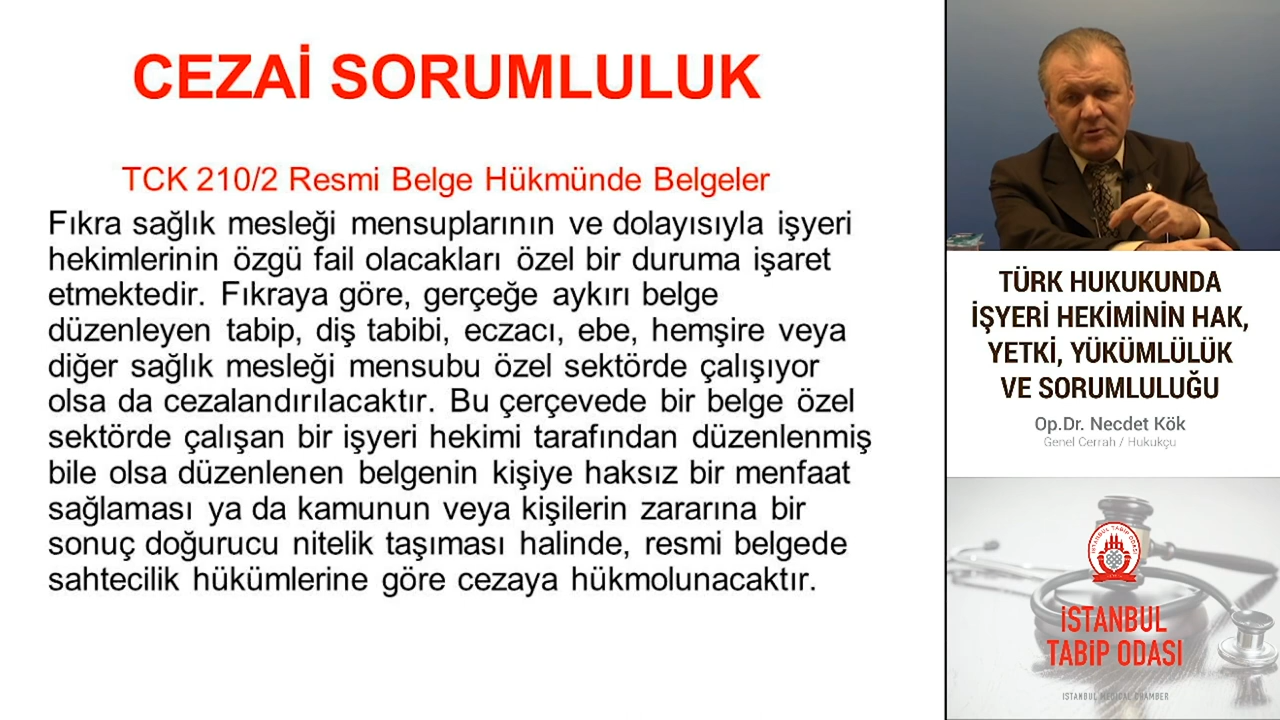 CEZAİ SORUMLULUK
TCK 210/2 Resmi Belge Hükmünde Belgeler
Fıkra sağlık mesleği mensuplarının ve dolayısıyla işyeri
hekimlerinin özgü fail olacakları özel bir duruma işaret
etmektedir. Fıkraya göre, gerçeğe aykırı belge
düzenleyen tabip, diş tabibi, eczacı, ebe, hemşire veya
diğer sağlık mesleği mensubu özel sektörde çalışıyor
olsa da cezalandırılacaktır. Bu çerçevede bir belge özel
sektörde çalışan bir işyeri hekimi tarafından düzenlenmiş
bile olsa düzenlenen belgenin kişiye haksız bir menfaat
sağlaması ya da kamunun veya kişilerin zararına bir
sonuç doğurucu nitelik taşıması halinde, resmi belgede
sahtecilik hükümlerine göre cezaya hükmolunacaktır.
TÜRK HUKUKUNDA
İŞYERİ HEKİMİNİN HAK,
YETKİ, YÜKÜMLÜLÜK
VE SORUMLULUĞU
Op.Dr. Necdet Kök
Genel Cerrah / Hukukçu
İSTANBUL TABİP ODASI
İSTANBUL
TABİP ODASI
ISTANBUL MEDICAL CHAMBER